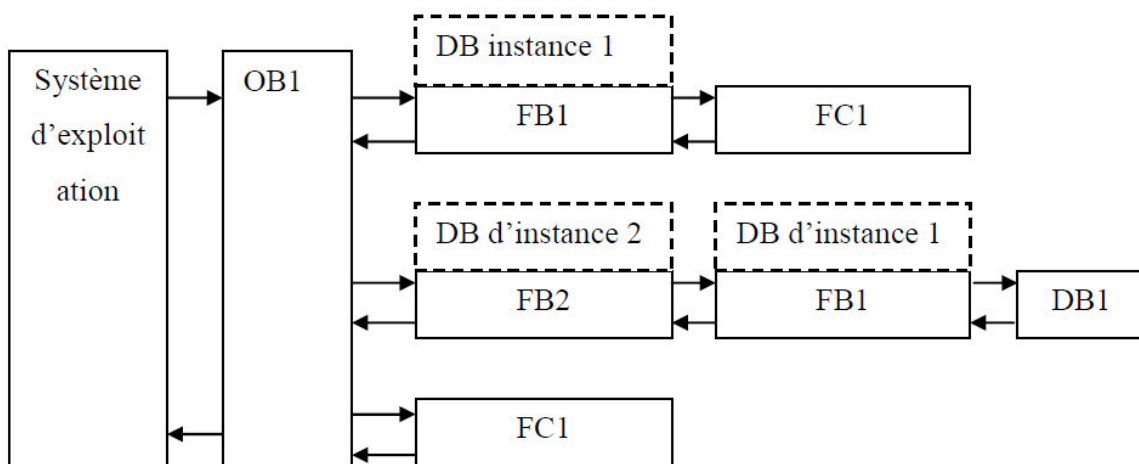 Système
d’exploit
ation
OB1
DB instance 1
FB1
FC1
DB d’instance 2
FB2
DB d’instance 1
FB1
DB1
FC1